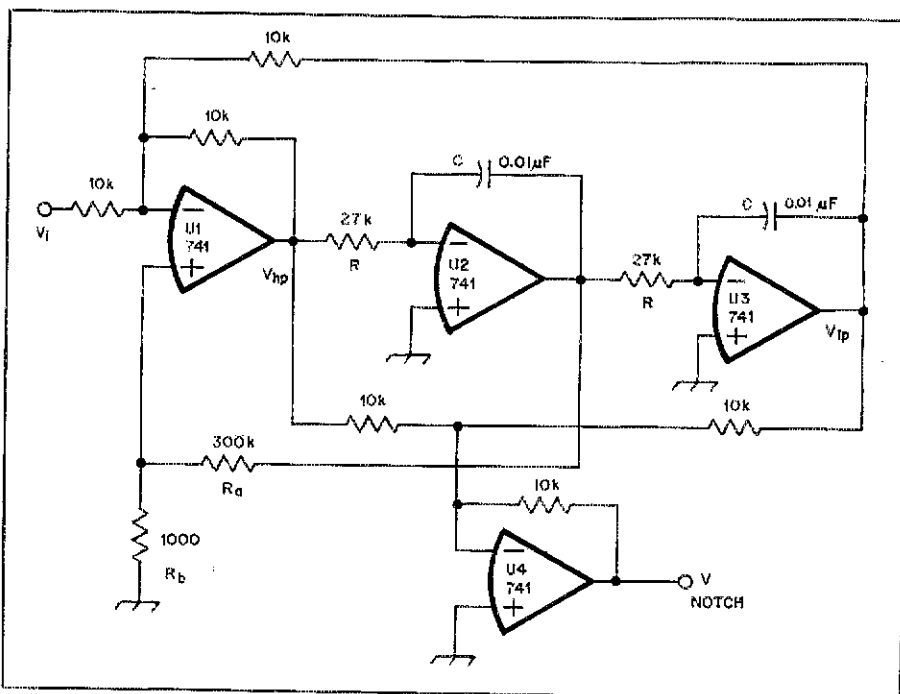 10k
10k
10k
Vi
−
U1
741
+
Vhp
27k
R
C 0.01µF
−
U2
741
+
27k
R
C 0.01µF
−
U3
741
+
Vlp
10k
10k
300k
Ra
10k
1000
Rb
−
U4
741
+
V
NOTCH